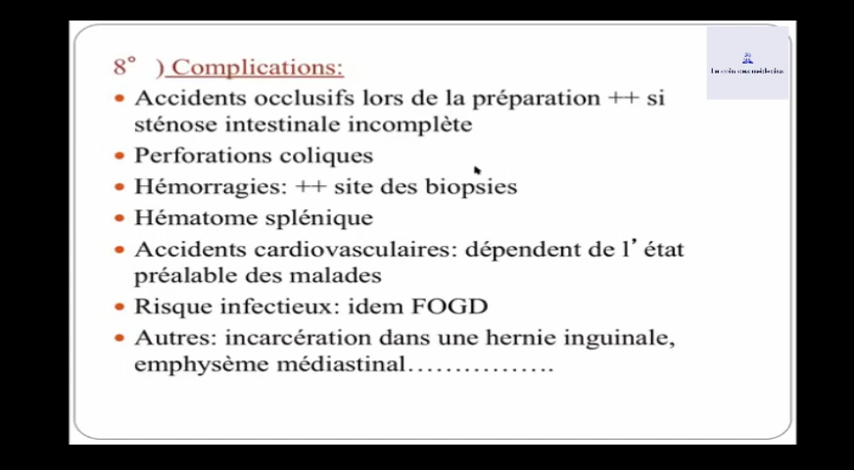 8° ) Complications:
• Accidents occlusifs lors de la préparation ++ si
sténose intestinale incomplète
• Perforations coliques
• Hémorragies: ++ site des biopsies
• Hématome splénique
• Accidents cardiovasculaires: dépendent de l’état
préalable des malades
• Risque infectieux: idem FOGD
• Autres: incarcération dans une hernie inguinale,
emphysème médiastinal…………….